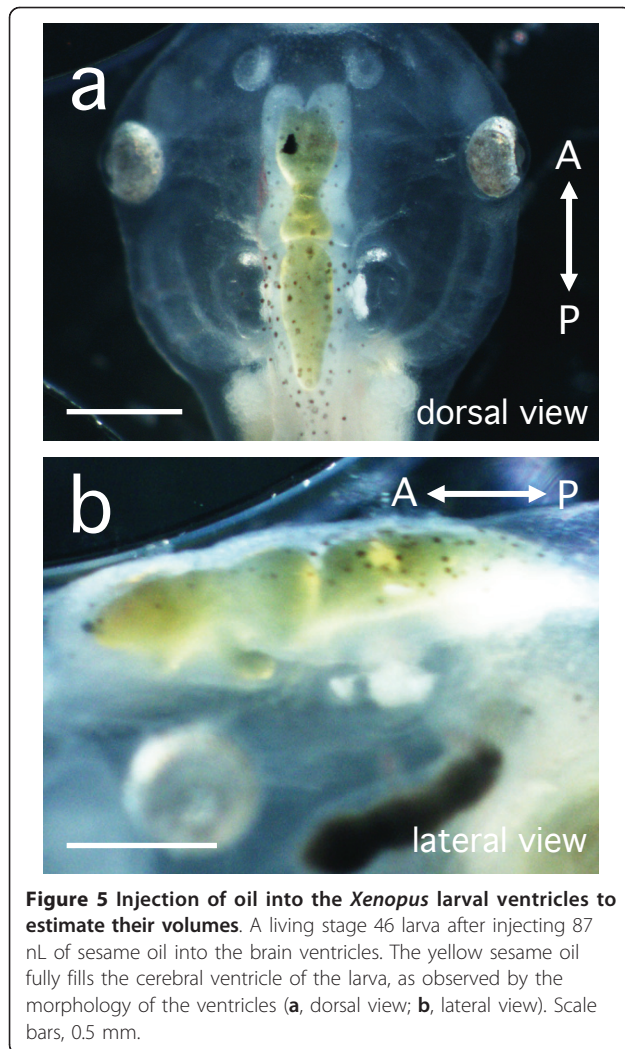 a
A
P
dorsal view
b
A
P
lateral view
Figure 5 Injection of oil into the Xenopus larval ventricles to
estimate their volumes. A living stage 46 larva after injecting 87
nL of sesame oil into the brain ventricles. The yellow sesame oil
fully fills the cerebral ventricle of the larva, as observed by the
morphology of the ventricles (a, dorsal view; b, lateral view). Scale
bars, 0.5 mm.